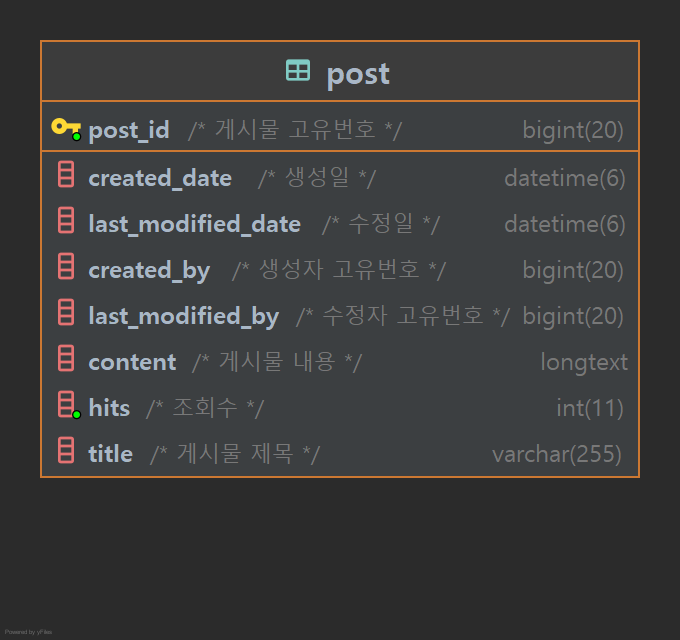 post
post_id /* 게시물 고유번호 */ bigint(20)
created_date /* 생성일 */ datetime(6)
last_modified_date /* 수정일 */ datetime(6)
created_by /* 생성자 고유번호 */ bigint(20)
last_modified_by /* 수정자 고유번호 */ bigint(20)
content /* 게시물 내용 */ longtext
hits /* 조회수 */ int(11)
title /* 게시물 제목 */ varchar(255)
Powered by yFiles